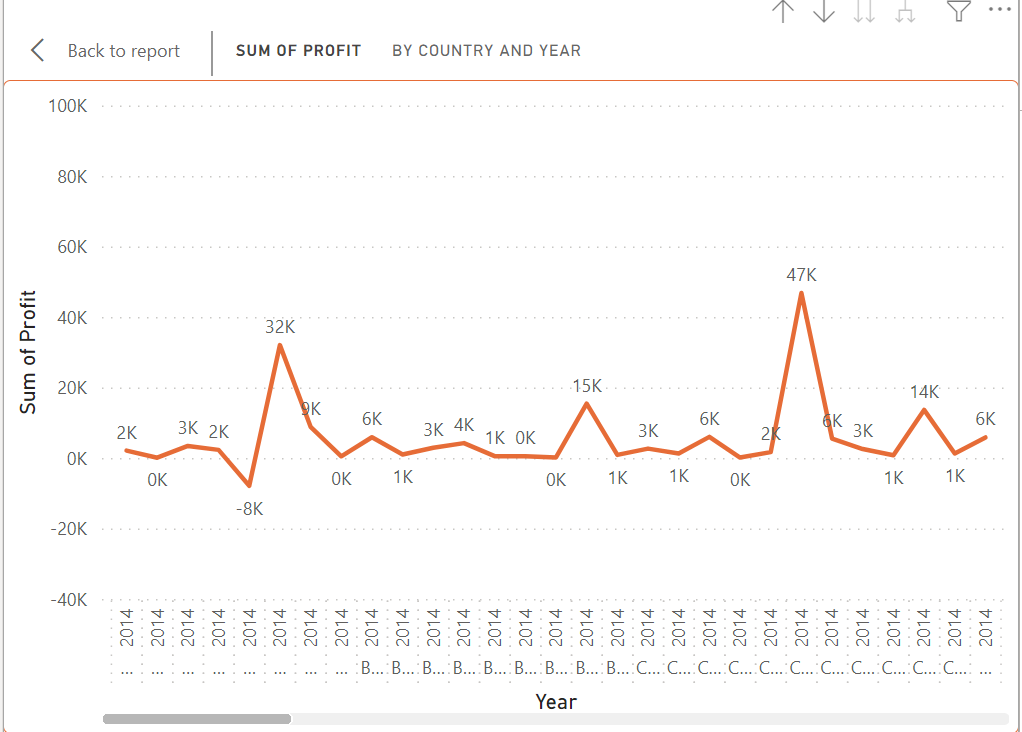 Back to report
SUM OF PROFIT BY COUNTRY AND YEAR
100K
80K
60K
40K
20K
0K
-20K
-40K
Sum of Profit
2K 0K 3K 2K -8K 32K 9K 0K 6K 1K 3K 4K 1K 0K 0K 15K 1K 3K 1K 6K 0K 2K 47K 6K 3K 1K 14K 1K 6K
2014 2014 2014 2014 2014 2014 2014 2014 2014 2014 2014 2014 2014 2014 2014 2014 2014 2014 2014 2014 2014 2014 2014 2014 2014 2014 2014 2014 2014
... ... ... ... ... ... ... ... B... B... B... B... B... B... B... B... B... C... C... C... C... C... C... C... C... C... C... C... ...
Year